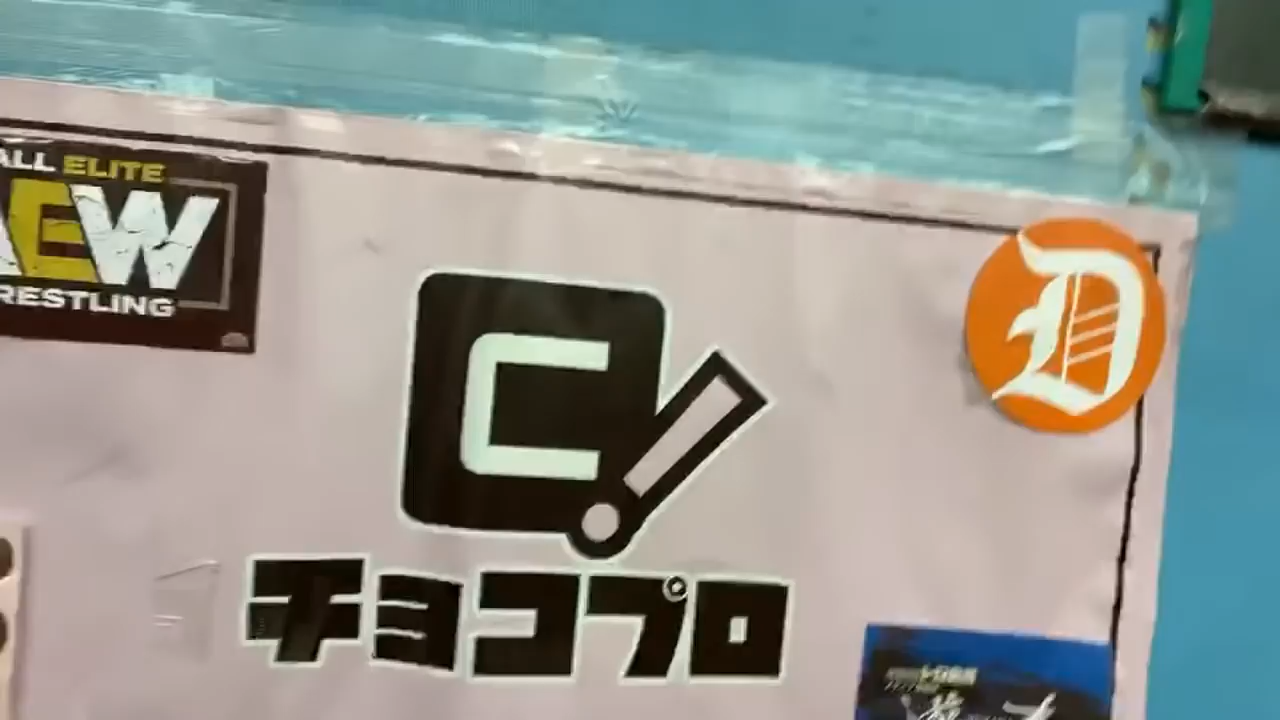 ALL ELITE
AEW
RESTLING
C!
D
チョコプロ